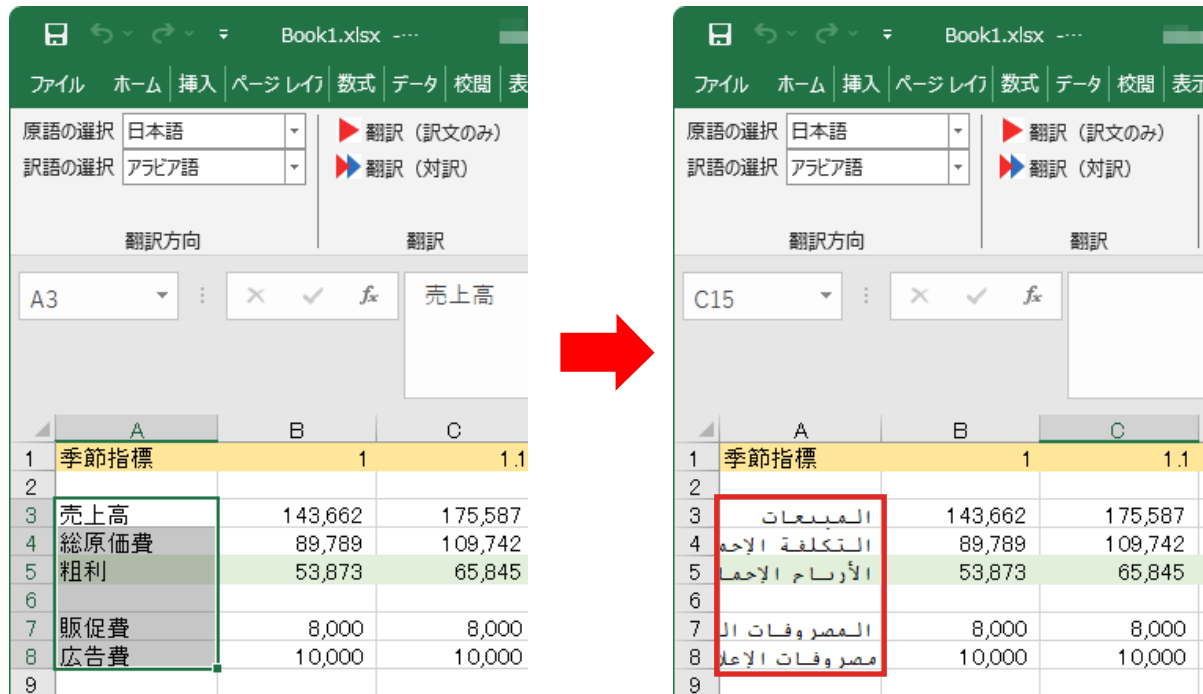 Book1.xlsx -…
ファイル ホーム 挿入 ページ レイア 数式 データ 校閲 表
原語の選択 日本語
訳語の選択 アラビア語
翻訳（訳文のみ）
翻訳（対訳）
翻訳方向 翻訳
A3 fx 売上高
A B C
1 季節指標 1 1.1
2
3 売上高 143,662 175,587
4 総原価費 89,789 109,742
5 粗利 53,873 65,845
6
7 販促費 8,000 8,000
8 広告費 10,000 10,000
9
Book1.xlsx -…
ファイル ホーム 挿入 ページ レイア 数式 データ 校閲 表示
原語の選択 日本語
訳語の選択 アラビア語
翻訳（訳文のみ）
翻訳（対訳）
翻訳方向 翻訳
C15 fx
A B C
1 季節指標 1 1.1
2
3 المبيعات 143,662 175,587
4 التكلفة 89,789 109,742
5 الأرباح 53,873 65,845
6
7 المصروفات 8,000 8,000
8 مصروفات 10,000 10,000
9